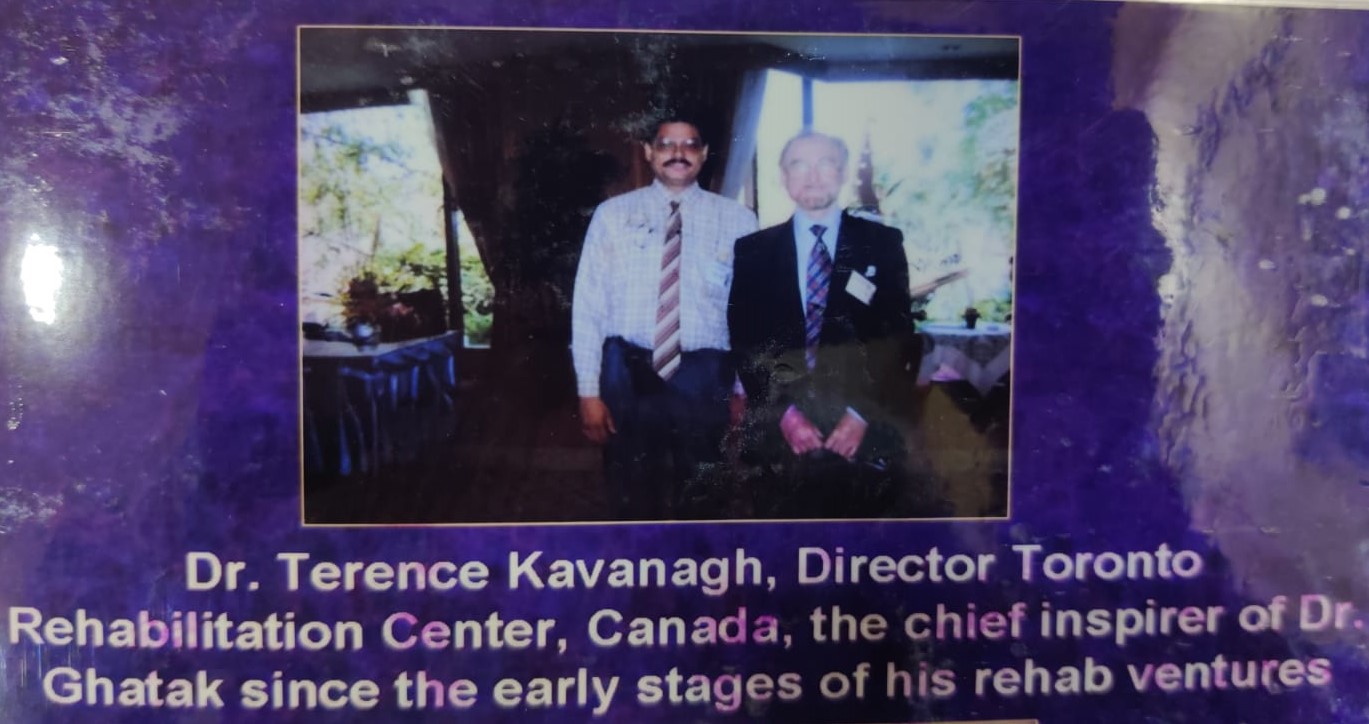 Dr. Terence Kavanagh, Director Toronto
Rehabilitation Center, Canada, the chief inspirer of Dr.
Ghatak since the early stages of his rehab ventures